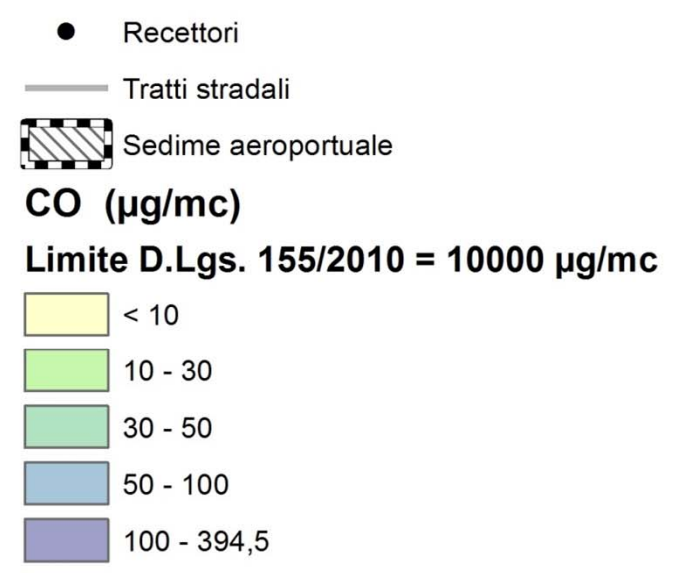 Recettori
Tratti stradali
Sedime aeroportuale
CO (µg/mc)
Limite D.Lgs. 155/2010 = 10000 µg/mc
< 10
10 - 30
30 - 50
50 - 100
100 - 394,5